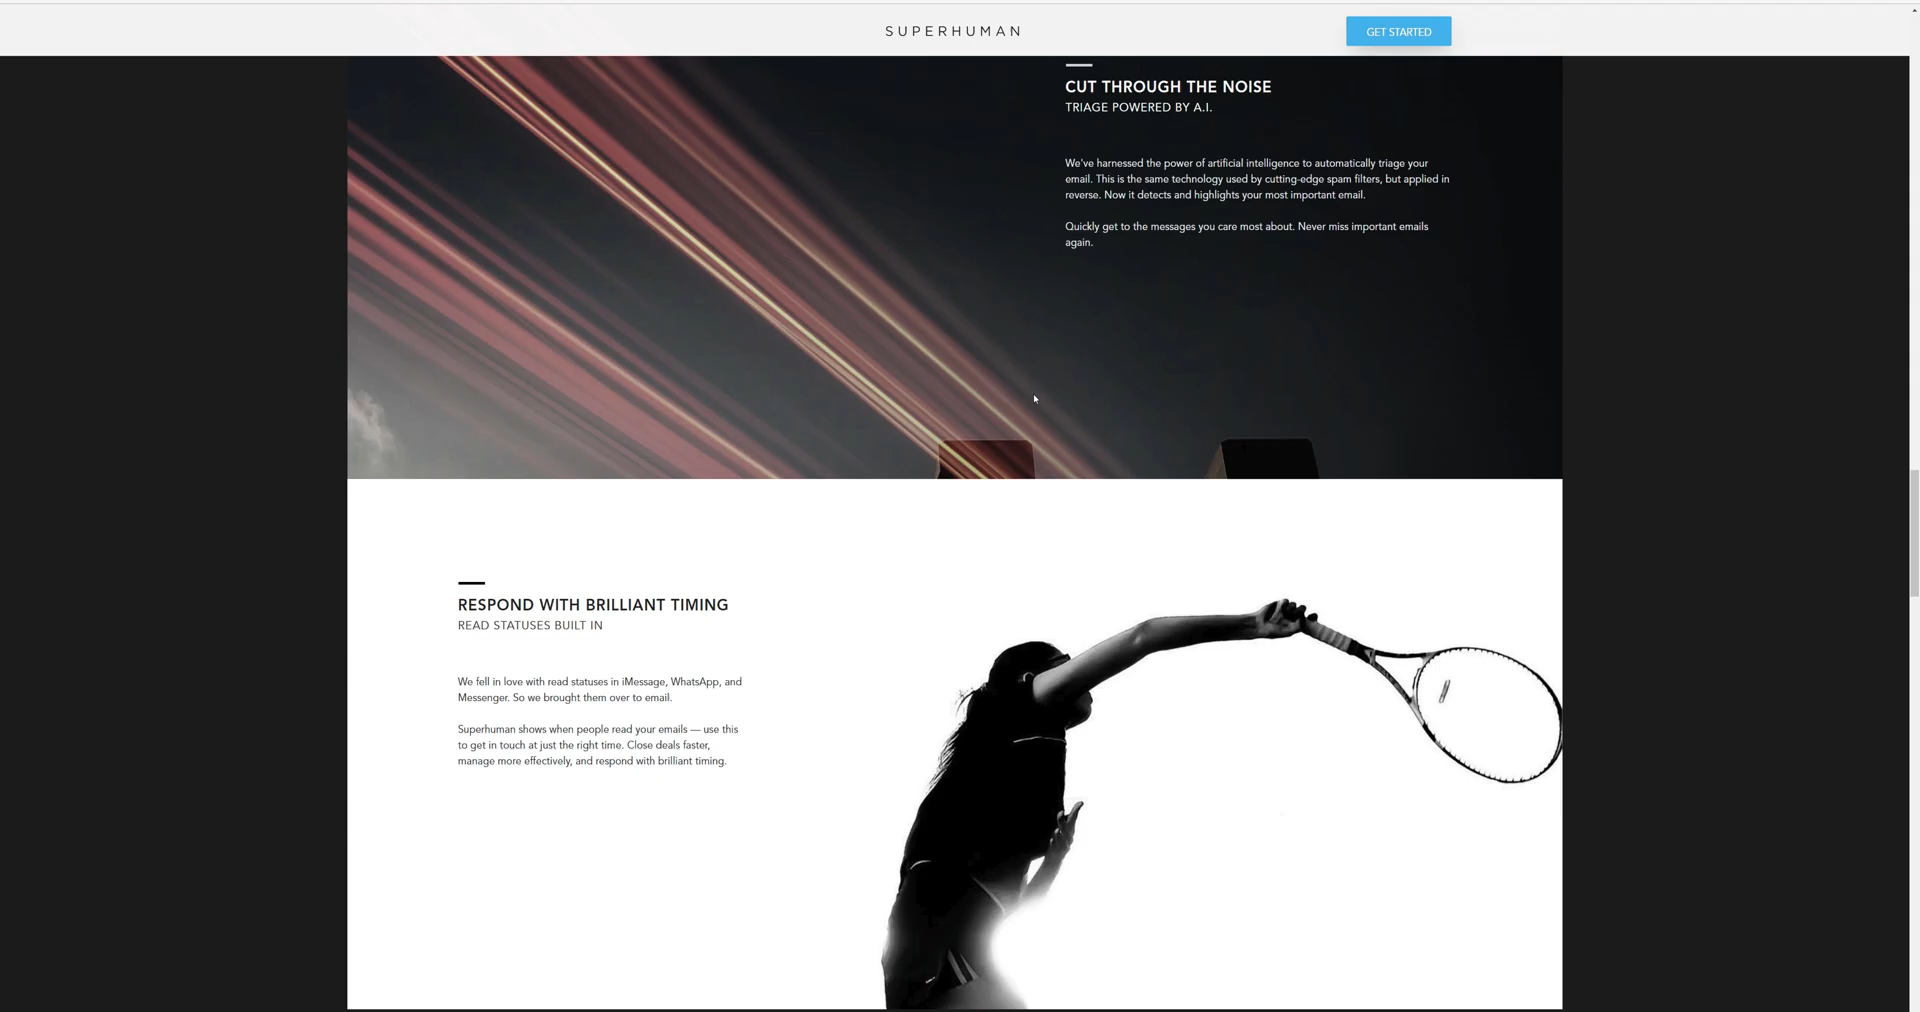 SUPERHUMAN
GET STARTED
CUT THROUGH THE NOISE
TRIAGE POWERED BY A.I.
We've harnessed the power of artificial intelligence to automatically triage your
email. This is the same technology used by cutting-edge spam filters, but applied in
reverse. Now it detects and highlights your most important email.
Quickly get to the messages you care most about. Never miss important emails
again.
RESPOND WITH BRILLIANT TIMING
READ STATUSES BUILT IN
We fell in love with read statuses in iMessage, WhatsApp, and
Messenger. So we brought them over to email.
Superhuman shows when people read your emails — use this
to get in touch at just the right time. Close deals faster,
manage more effectively, and respond with brilliant timing.